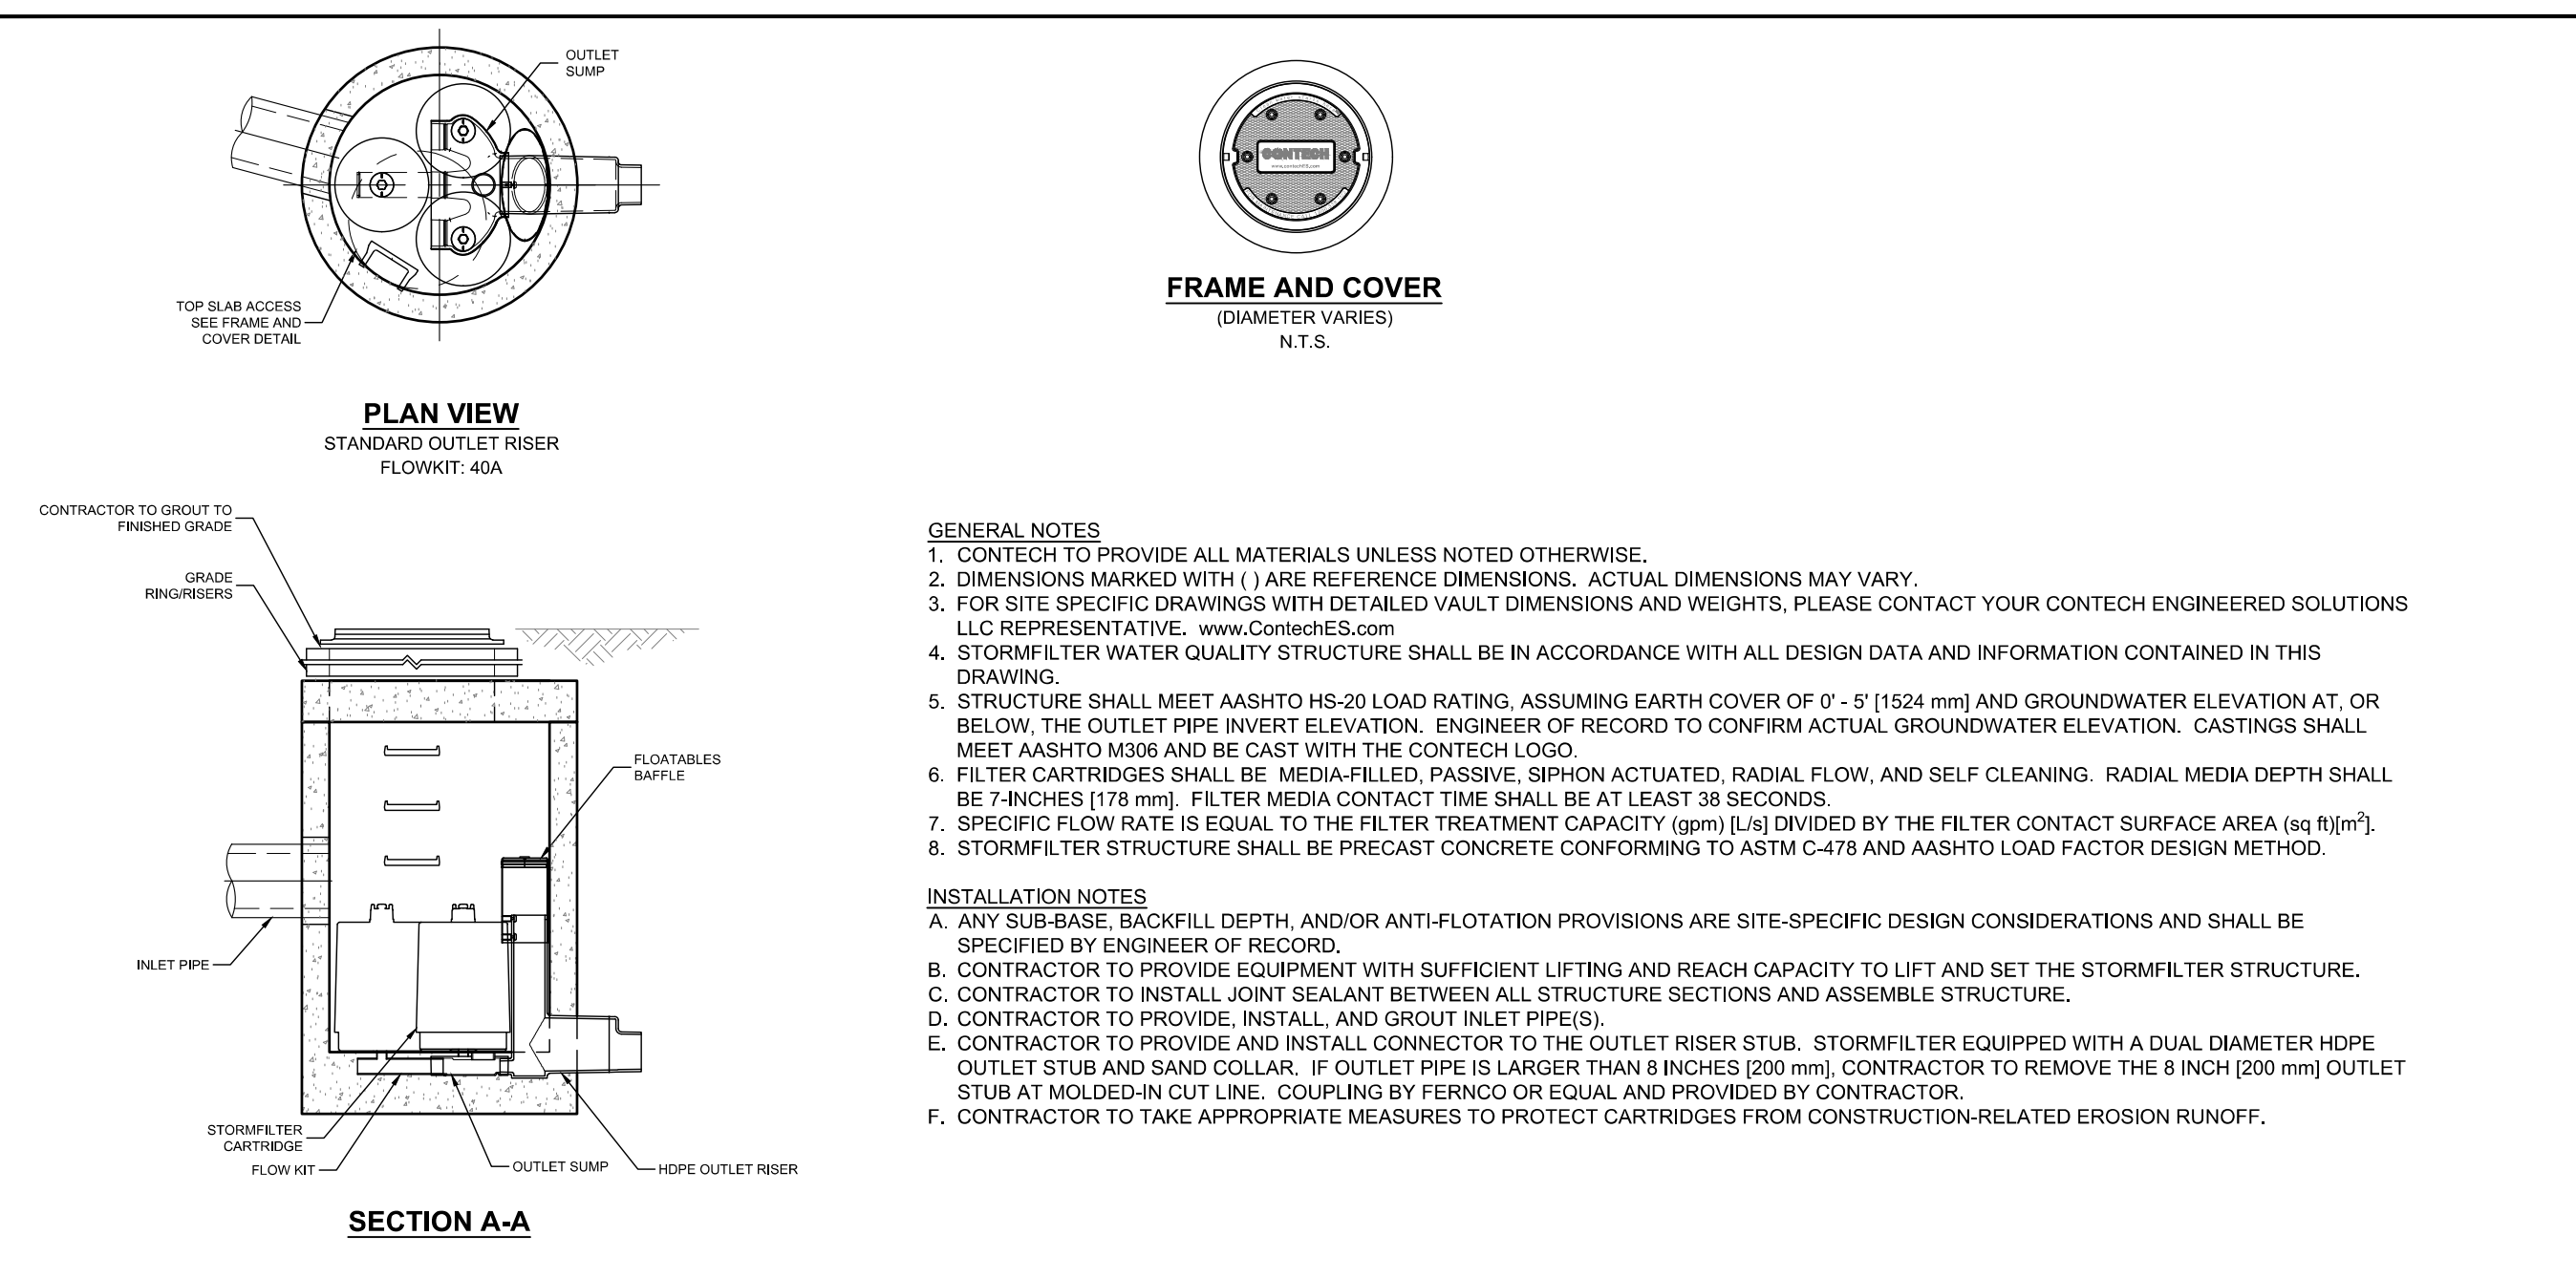 OUTLET
SUMP
TOP SLAB ACCESS
SEE FRAME AND
COVER DETAIL
PLAN VIEW
STANDARD OUTLET RISER
FLOWKIT: 40A
CONTECH
www.contechES.com
FRAME AND COVER
(DIAMETER VARIES)
N.T.S.
CONTRACTOR TO GROUT TO
FINISHED GRADE
GRADE
RING/RISERS
FLOATABLES
BAFFLE
INLET PIPE
STORMFILTER
CARTRIDGE
FLOW KIT
OUTLET SUMP
HDPE OUTLET RISER
SECTION A-A
GENERAL NOTES
1. CONTECH TO PROVIDE ALL MATERIALS UNLESS NOTED OTHERWISE.
2. DIMENSIONS MARKED WITH ( ) ARE REFERENCE DIMENSIONS. ACTUAL DIMENSIONS MAY VARY.
3. FOR SITE SPECIFIC DRAWINGS WITH DETAILED VAULT DIMENSIONS AND WEIGHTS, PLEASE CONTACT YOUR CONTECH ENGINEERED SOLUTIONS
LLC REPRESENTATIVE. www.ContechES.com
4. STORMFILTER WATER QUALITY STRUCTURE SHALL BE IN ACCORDANCE WITH ALL DESIGN DATA AND INFORMATION CONTAINED IN THIS
DRAWING.
5. STRUCTURE SHALL MEET AASHTO HS-20 LOAD RATING, ASSUMING EARTH COVER OF 0' - 5' [1524 mm] AND GROUNDWATER ELEVATION AT, OR
BELOW, THE OUTLET PIPE INVERT ELEVATION. ENGINEER OF RECORD TO CONFIRM ACTUAL GROUNDWATER ELEVATION. CASTINGS SHALL
MEET AASHTO M306 AND BE CAST WITH THE CONTECH LOGO.
6. FILTER CARTRIDGES SHALL BE MEDIA-FILLED, PASSIVE, SIPHON ACTUATED, RADIAL FLOW, AND SELF CLEANING. RADIAL MEDIA DEPTH SHALL
BE 7-INCHES [178 mm]. FILTER MEDIA CONTACT TIME SHALL BE AT LEAST 38 SECONDS.
7. SPECIFIC FLOW RATE IS EQUAL TO THE FILTER TREATMENT CAPACITY (gpm) [L/s] DIVIDED BY THE FILTER CONTACT SURFACE AREA (sq ft)[m²].
8. STORMFILTER STRUCTURE SHALL BE PRECAST CONCRETE CONFORMING TO ASTM C-478 AND AASHTO LOAD FACTOR DESIGN METHOD.
INSTALLATION NOTES
A. ANY SUB-BASE, BACKFILL DEPTH, AND/OR ANTI-FLOTATION PROVISIONS ARE SITE-SPECIFIC DESIGN CONSIDERATIONS AND SHALL BE
SPECIFIED BY ENGINEER OF RECORD.
B. CONTRACTOR TO PROVIDE EQUIPMENT WITH SUFFICIENT LIFTING AND REACH CAPACITY TO LIFT AND SET THE STORMFILTER STRUCTURE.
C. CONTRACTOR TO INSTALL JOINT SEALANT BETWEEN ALL STRUCTURE SECTIONS AND ASSEMBLE STRUCTURE.
D. CONTRACTOR TO PROVIDE, INSTALL, AND GROUT INLET PIPE(S).
E. CONTRACTOR TO PROVIDE AND INSTALL CONNECTOR TO THE OUTLET RISER STUB. STORMFILTER EQUIPPED WITH A DUAL DIAMETER HDPE
OUTLET STUB AND SAND COLLAR. IF OUTLET PIPE IS LARGER THAN 8 INCHES [200 mm], CONTRACTOR TO REMOVE THE 8 INCH [200 mm] OUTLET
STUB AT MOLDED-IN CUT LINE. COUPLING BY FERNCO OR EQUAL AND PROVIDED BY CONTRACTOR.
F. CONTRACTOR TO TAKE APPROPRIATE MEASURES TO PROTECT CARTRIDGES FROM CONSTRUCTION-RELATED EROSION RUNOFF.